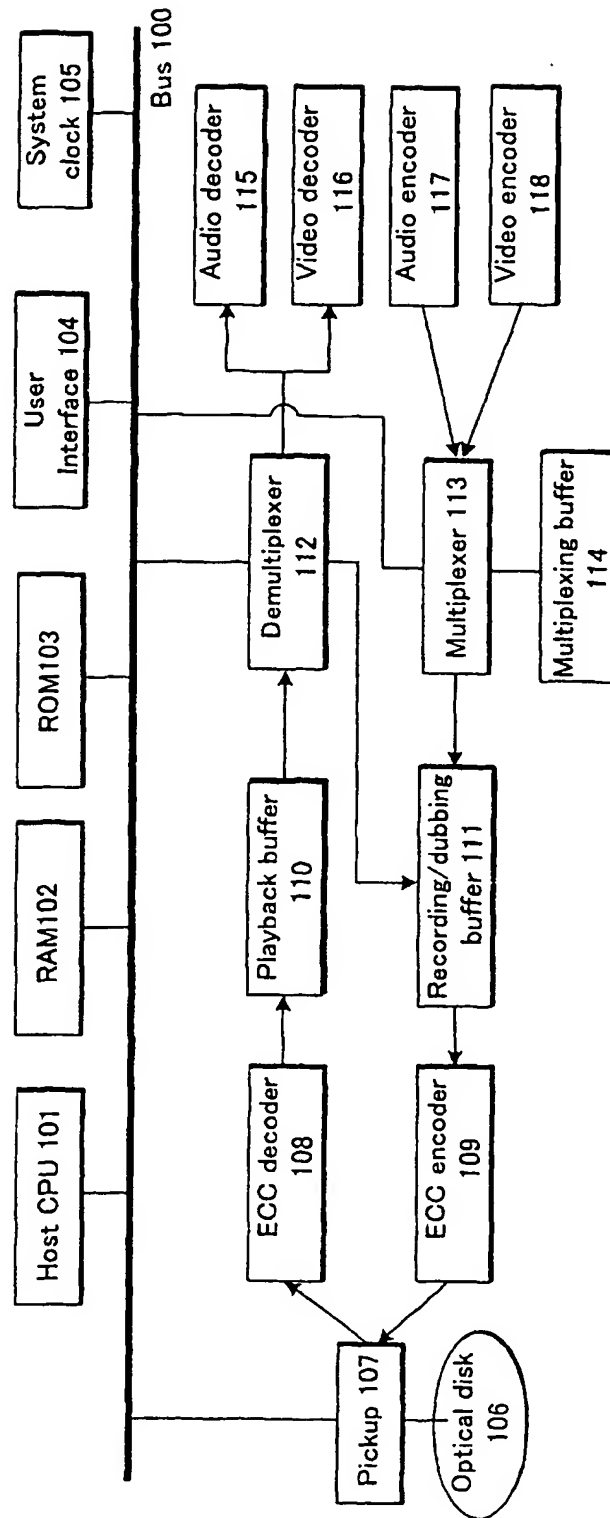 Host CPU 101
RAM102
ROM103
User
Interface 104
System
clock 105
Bus 100
Pickup 107
Optical disk
106
ECC decoder
108
Playback buffer
110
Demultiplexer
112
Audio decoder
115
Video decoder
116
ECC encoder
109
Recording/dubbing
buffer 111
Multiplexer 113
Multiplexing buffer
114
Audio encoder
117
Video encoder
118